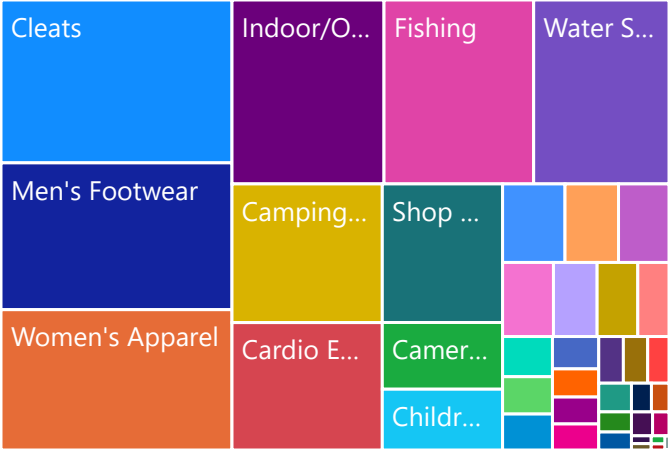 Cleats
Men's Footwear
Women's Apparel
Indoor/O...
Fishing
Water S...
Camping...
Shop ...
Cardio E...
Camer...
Childr...